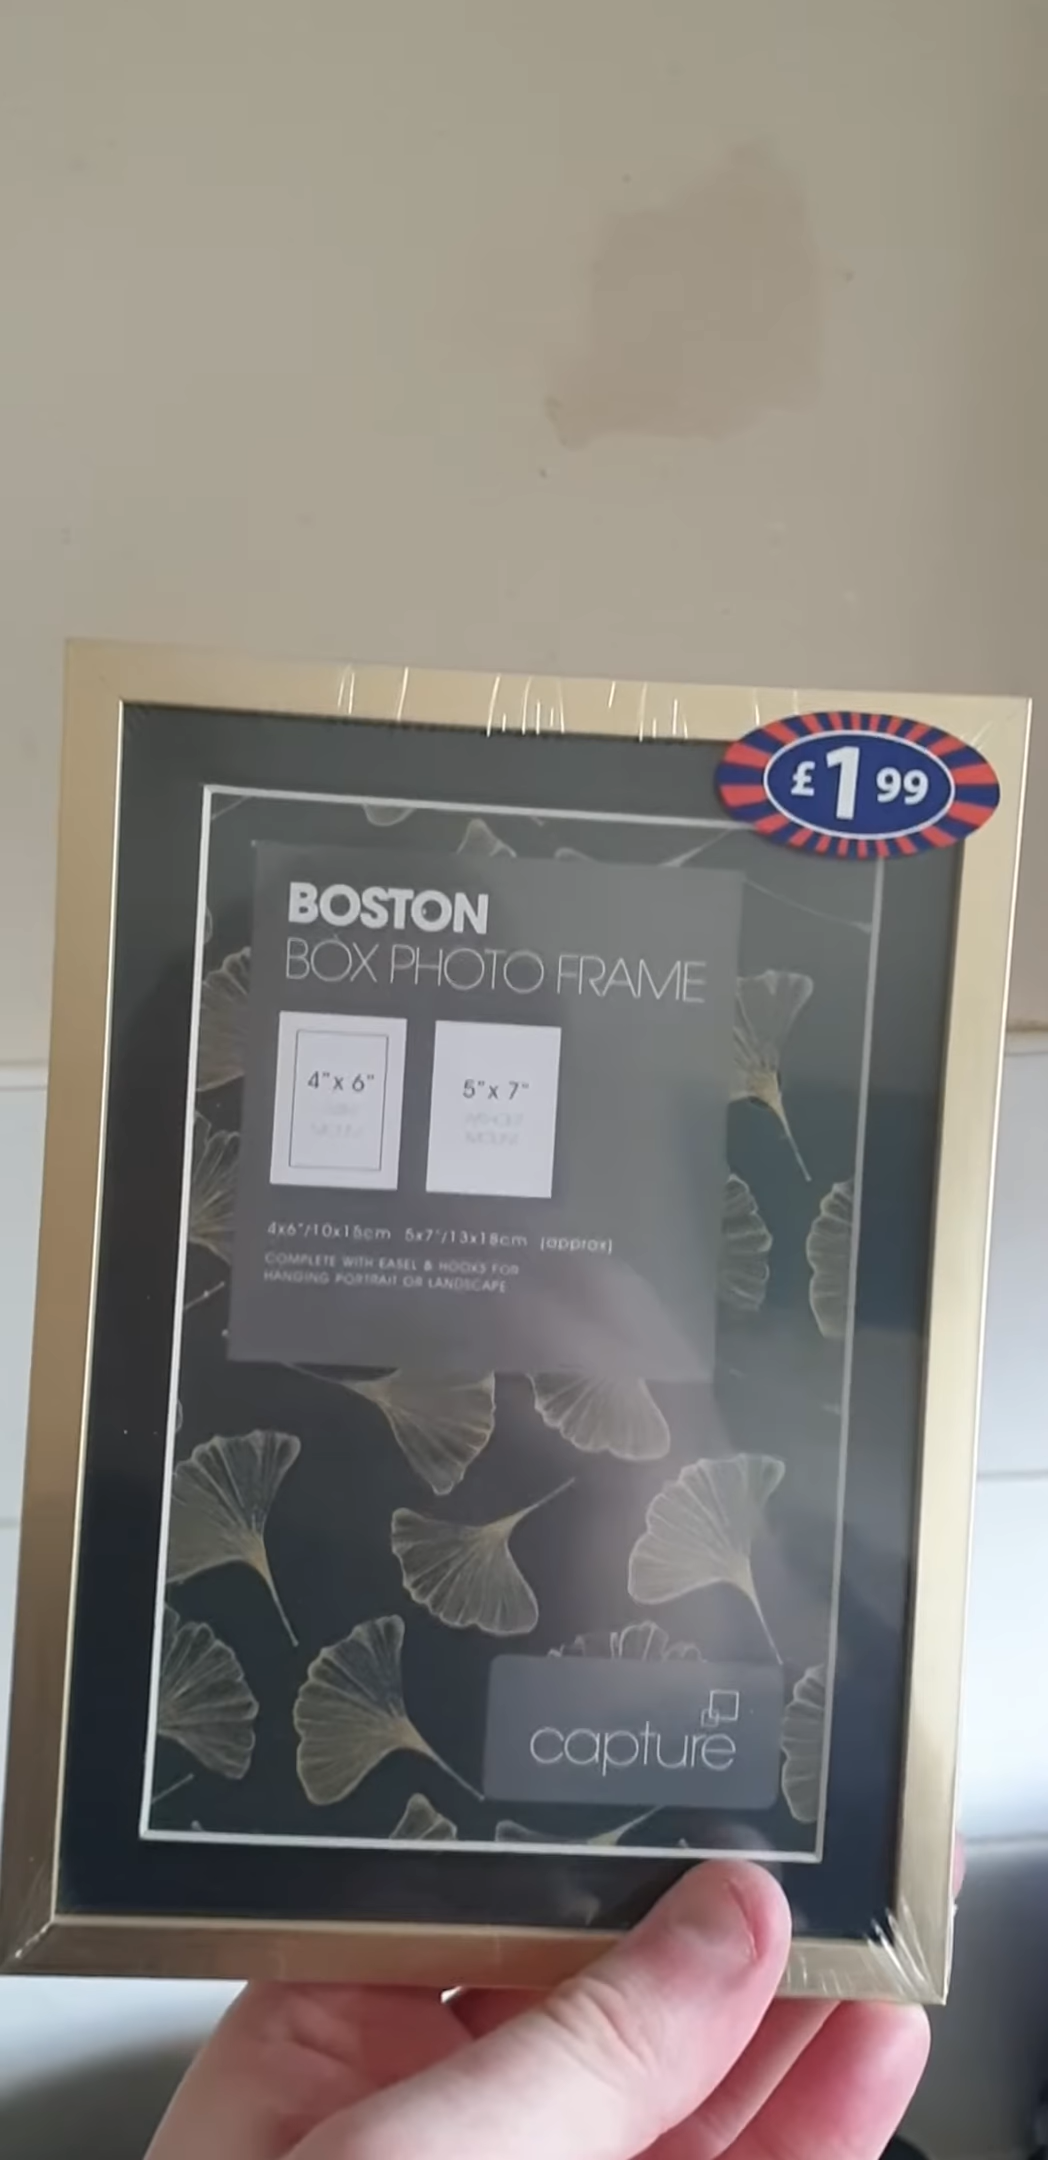 £1 99
BOSTON
BOX PHOTO FRAME
4"x 6"
5"x 7"
4x6"/10x15cm 5x7"/13x18cm (approx)
COMPLETE WITH EASEL & HOOKS FOR
HANGING PORTRAIT OR LANDSCAPE
capture